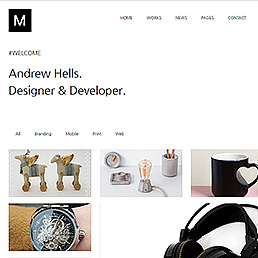 M
HOME WORKS NEWS PAGES CONTACT
#WELCOME
Andrew Hells.
Designer & Developer.
All Branding Mobile Print Web